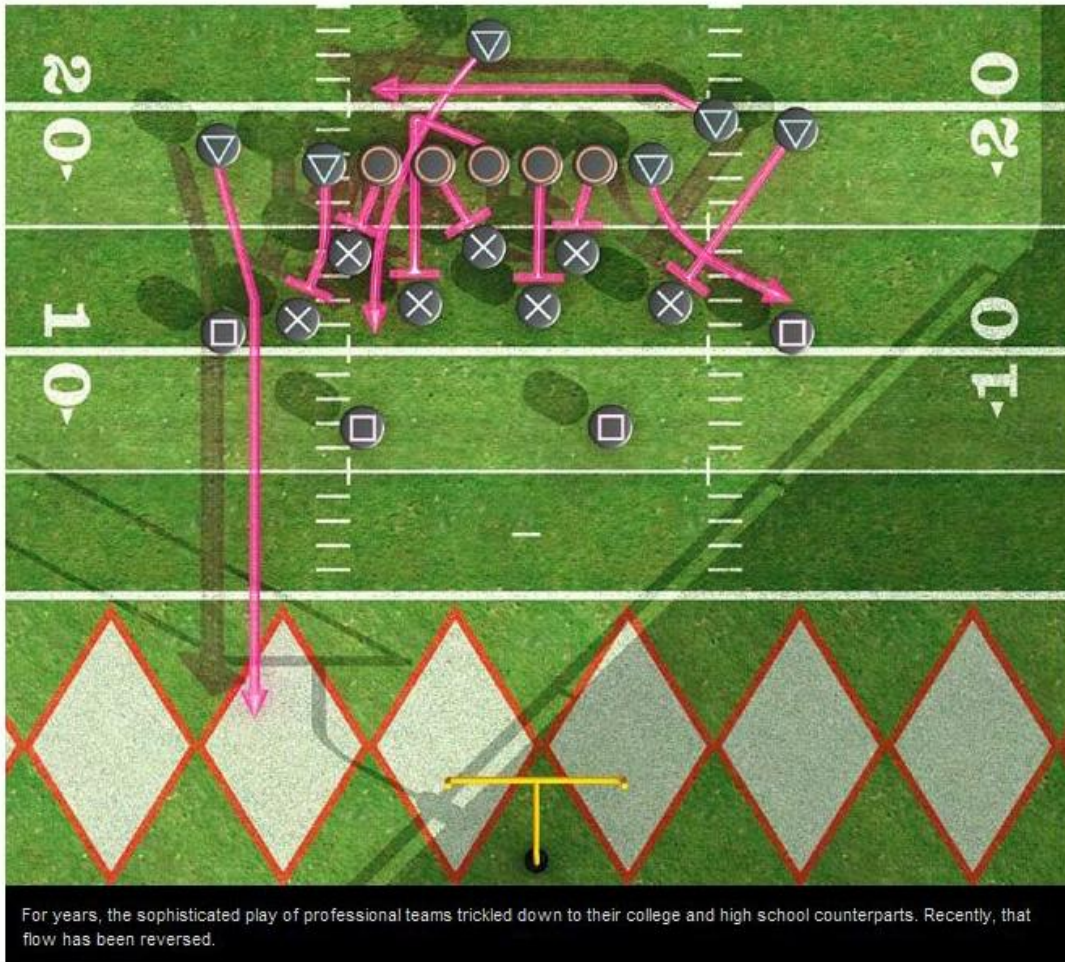 20
20
10
10
For years, the sophisticated play of professional teams trickled down to their college and high school counterparts. Recently, that
flow has been reversed.